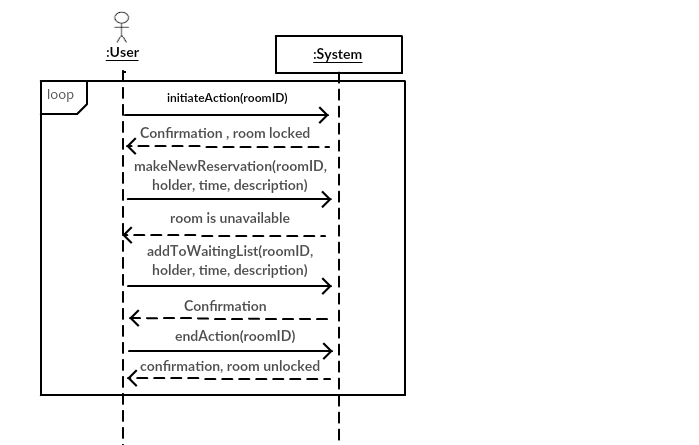 :User
:System
loop
initiateAction(roomID)
Confirmation , room locked
makeNewReservation(roomID,
holder, time, description)
room is unavailable
addToWaitingList(roomID,
holder, time, description)
Confirmation
endAction(roomID)
confirmation, room unlocked